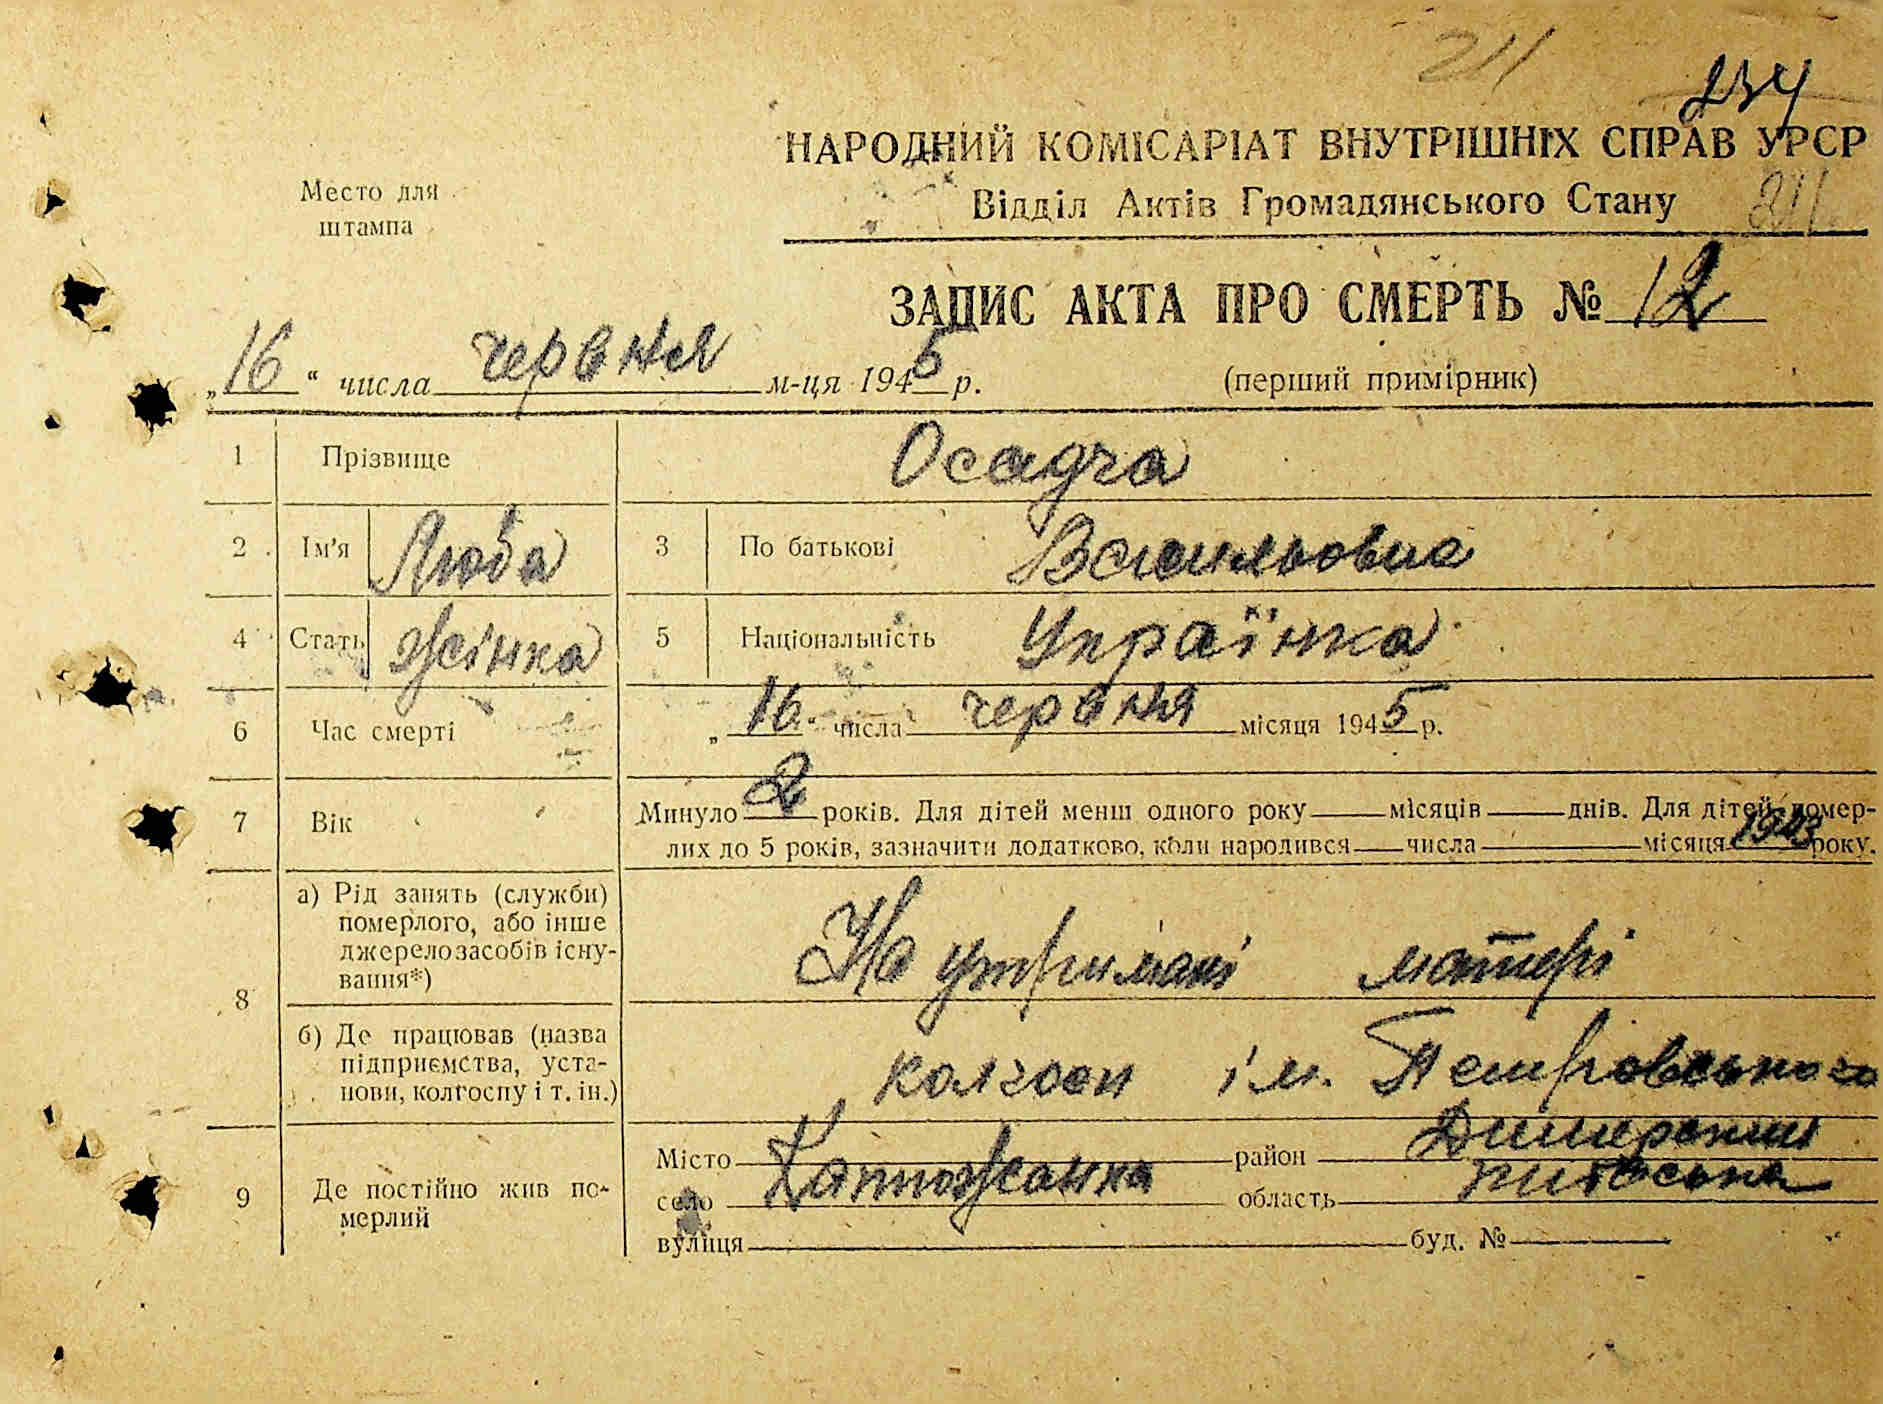 211
234
НАРОДНИЙ КОМІСАРІАТ ВНУТРІШНІХ СПРАВ УРСР
Место для штампа
Відділ Актів Громадянського Стану
211
ЗАПИС АКТА ПРО СМЕРТЬ № 12
„16“ числа червня м-ця 1945 р.
(перший примірник)
1 Прізвище Осадча
2 Ім'я Люба 3 По батькові Васильовна
4 Стать Жінка 5 Національність Українка
6 Час смерті „16“ числа червня місяця 1945 р.
7 Вік Минуло 2 років. Для дітей менш одного року місяців днів. Для дітей, помер-
лих до 5 років, зазначити додатково, коли народився числа місяця 1943 року.
8 а) Рід занять (служби)
померлого, або інше
джерело засобів існу-
вання*)
На утримані матері
б) Де працював (назва
підприємства, уста-
нови, колгоспу і т. ін.)
колгосп ім. Петровського
9 Де постійно жив по-
мерлий
Місто район Димерський
село Катюжанка область Київська
вулиця буд. №